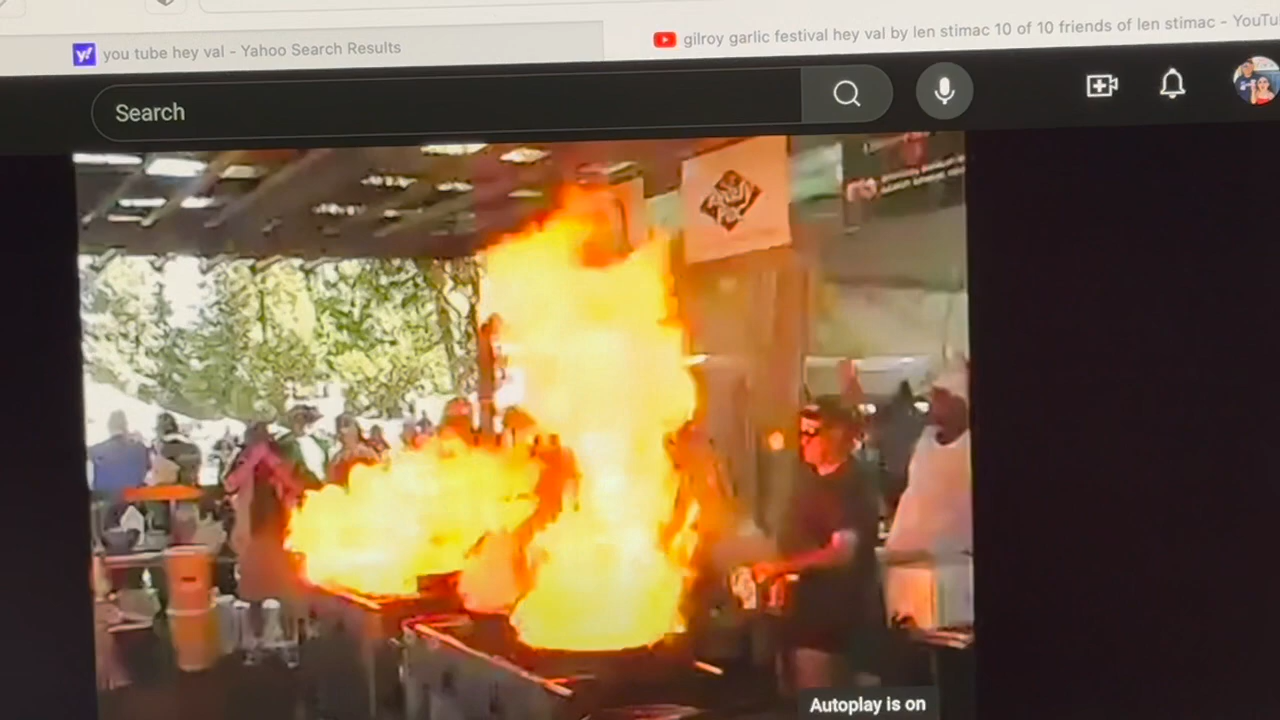 you tube hey val - Yahoo Search Results
gilroy garlic festival hey val by len stimac 10 of 10 friends of len stimac - YouTu
Search
Autoplay is on